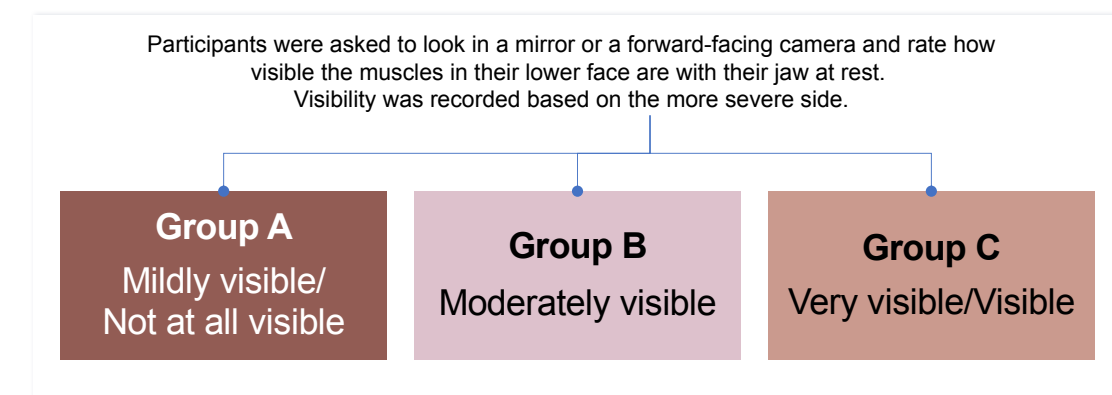 Participants were asked to look in a mirror or a forward-facing camera and rate how
visible the muscles in their lower face are with their jaw at rest.
Visibility was recorded based on the more severe side.
Group A
Mildly visible/
Not at all visible
Group B
Moderately visible
Group C
Very visible/Visible